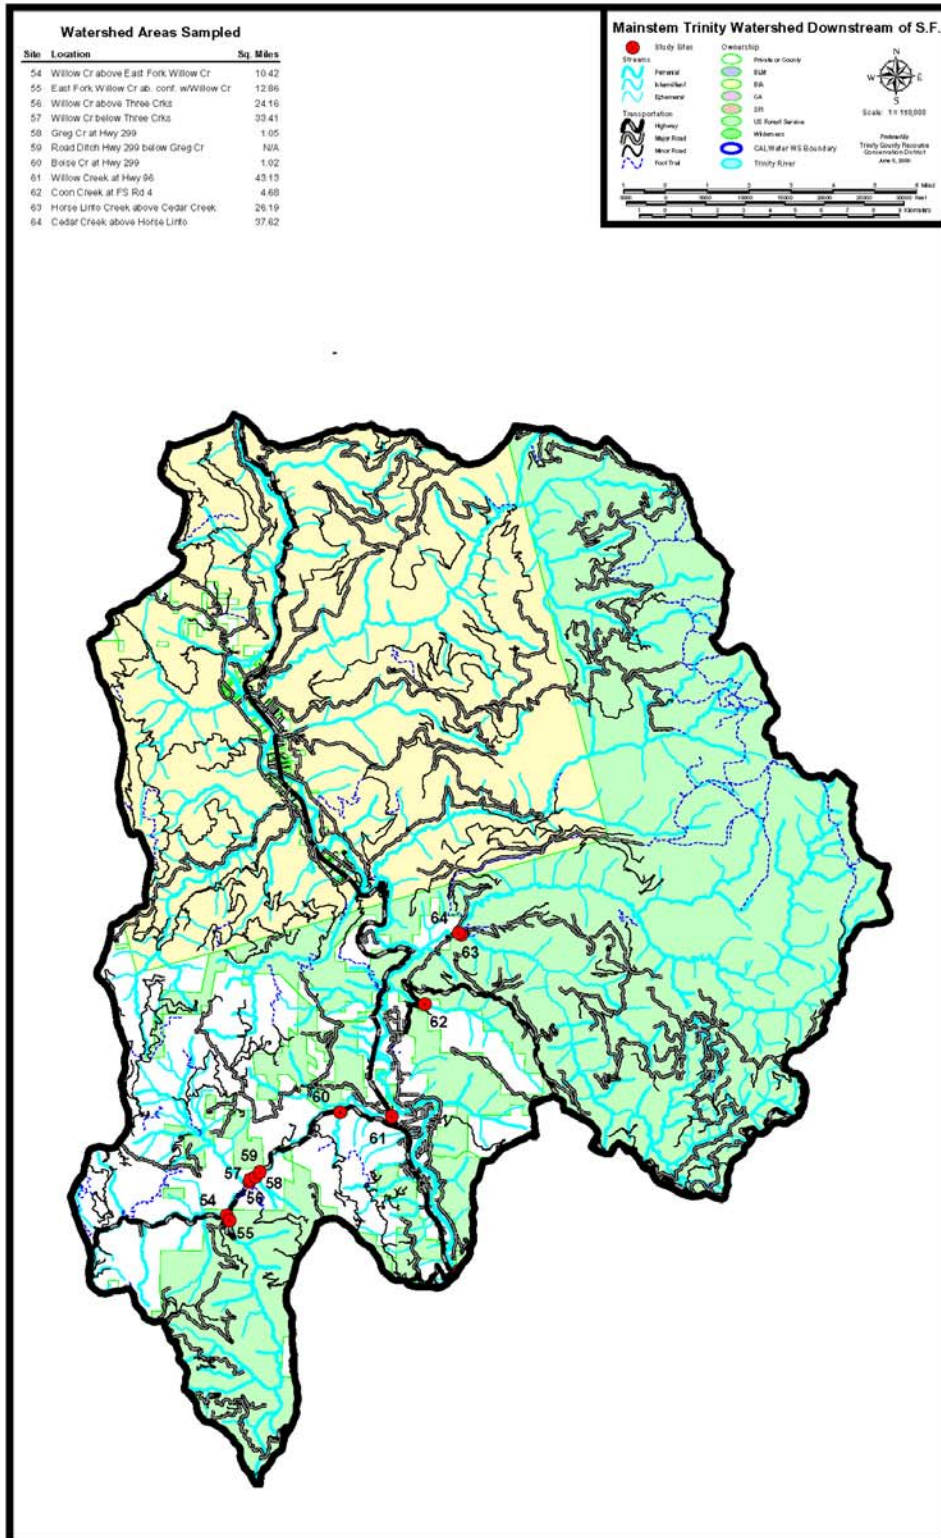 Watershed Areas Sampled
Site Location Sq. Miles
54 Willow Cr above East Fork Willow Cr 10.42
55 East Fork Willow Cr ab. conf. w/Willow Cr 12.86
56 Willow Cr above Three Crks 24.16
57 Willow Cr below Three Crks 33.41
58 Greg Cr at Hwy 299 1.05
59 Road Ditch Hwy 299 below Greg Cr N/A
60 Boise Cr at Hwy 299 1.02
61 Willow Creek at Hwy 96 43.13
62 Coon Creek at FS Rd 4 4.68
63 Horse Linto Creek above Cedar Creek 26.19
64 Cedar Creek above Horse Linto 37.62
Mainstem Trinity Watershed Downstream of S.F.
Study Sites
Streams
Perennial
Intermittent
Ephemeral
Transportation
Highway
Major Road
Minor Road
Foot Trail
Ownership
Private or County
BLM
BIA
CA
US Forest Service
Wilderness
CALWater WS Boundary
Trinity River
N
W E
S
Prepared By
Trinity County Resource
Conservation District
64
63
62
60
61
59
57
58
56
54
55